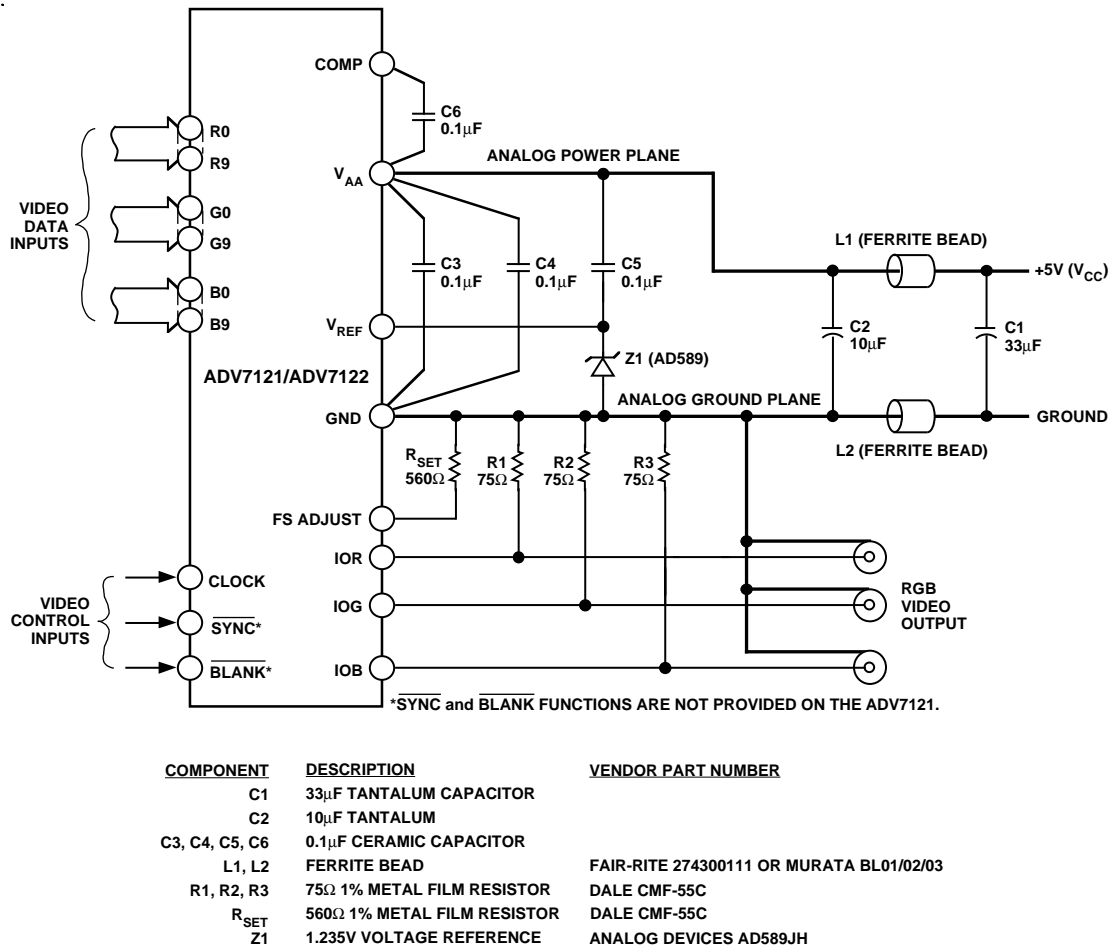 COMP
C6
0.1μF
R0
R9
ANALOG POWER PLANE
VAA
VIDEO
DATA
INPUTS
G0
G9
L1 (FERRITE BEAD)
C3
0.1μF
C4
0.1μF
C5
0.1μF
+5V (VCC)
B0
B9
VREF
C2
10μF
C1
33μF
Z1 (AD589)
ADV7121/ADV7122
ANALOG GROUND PLANE
GND
GROUND
RSET
560Ω
R1
75Ω
R2
75Ω
R3
75Ω
L2 (FERRITE BEAD)
FS ADJUST
IOR
CLOCK
VIDEO
CONTROL
INPUTS
RGB
VIDEO
OUTPUT
IOG
SYNC*
BLANK*
IOB
*SYNC and BLANK FUNCTIONS ARE NOT PROVIDED ON THE ADV7121.
COMPONENT DESCRIPTION VENDOR PART NUMBER
C1 33μF TANTALUM CAPACITOR
C2 10μF TANTALUM
C3, C4, C5, C6 0.1μF CERAMIC CAPACITOR
L1, L2 FERRITE BEAD FAIR-RITE 274300111 OR MURATA BL01/02/03
R1, R2, R3 75Ω 1% METAL FILM RESISTOR DALE CMF-55C
RSET 560Ω 1% METAL FILM RESISTOR DALE CMF-55C
Z1 1.235V VOLTAGE REFERENCE ANALOG DEVICES AD589JH